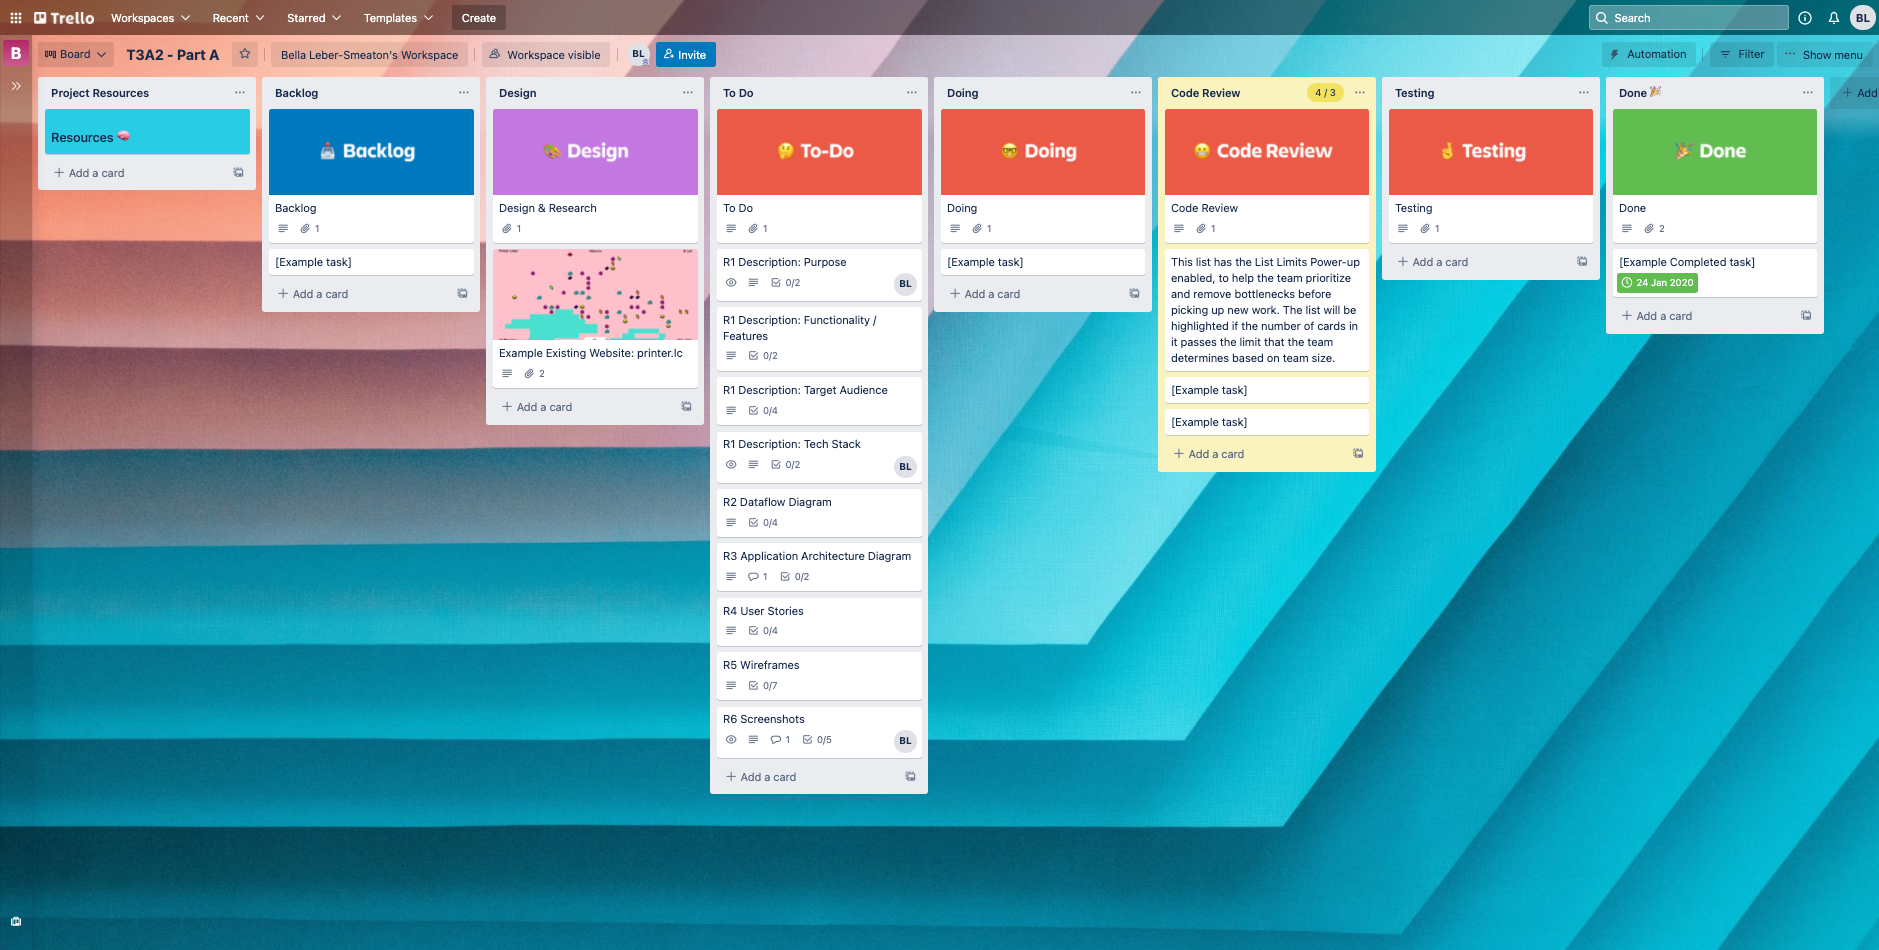 Trello Workspaces Recent Starred Templates Create Search BL
B Board T3A2 - Part A Bella Leber-Smeaton's Workspace Workspace visible BL Invite Automation Filter Show menu
Project Resources
Resources
Add a card
Backlog
Backlog
Backlog
1
[Example task]
Add a card
Design
Design
Design & Research
1
Example Existing Website: printer.lc
2
Add a card
To Do
To-Do
To Do
1
R1 Description: Purpose
0/2 BL
R1 Description: Functionality /
Features
0/2
R1 Description: Target Audience
0/4
R1 Description: Tech Stack
0/2 BL
R2 Dataflow Diagram
0/4
R3 Application Architecture Diagram
1 0/2
R4 User Stories
0/4
R5 Wireframes
0/7
R6 Screenshots
1 0/5 BL
Add a card
Doing
Doing
Doing
1
[Example task]
Add a card
Code Review 4 / 3
Code Review
Code Review
1
This list has the List Limits Power-up
enabled, to help the team prioritize
and remove bottlenecks before
picking up new work. The list will be
highlighted if the number of cards in
it passes the limit that the team
determines based on team size.
[Example task]
[Example task]
Add a card
Testing
Testing
Testing
1
Add a card
Done
Done
Done
2
[Example Completed task]
24 Jan 2020
Add a card
Add